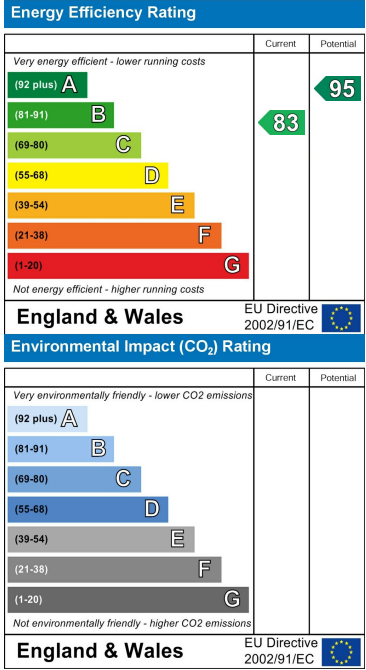 Energy Efficiency Rating
Current Potential
Very energy efficient - lower running costs
(92 plus) A
95
(81-91) B
83
(69-80) C
(55-68) D
(39-54) E
(21-38) F
(1-20) G
Not energy efficient - higher running costs
England & Wales
EU Directive
2002/91/EC
Environmental Impact (CO₂) Rating
Current Potential
Very environmentally friendly - lower CO2 emissions
(92 plus) A
(81-91) B
(69-80) C
(55-68) D
(39-54) E
(21-38) F
(1-20) G
Not environmentally friendly - higher CO2 emissions
England & Wales
EU Directive
2002/91/EC